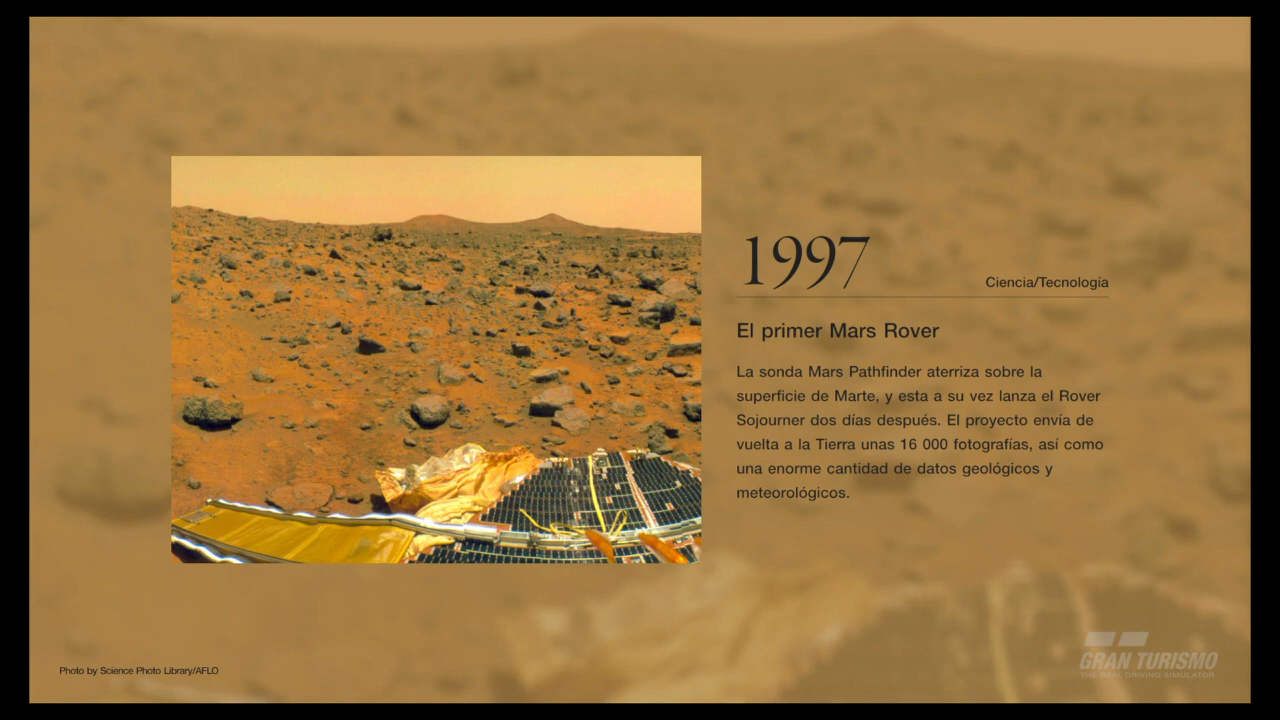 1997
Ciencia/Tecnología
El primer Mars Rover
La sonda Mars Pathfinder aterriza sobre la
superficie de Marte, y esta a su vez lanza el Rover
Sojourner dos días después. El proyecto envía de
vuelta a la Tierra unas 16 000 fotografías, así como
una enorme cantidad de datos geológicos y
meteorológicos.
Photo by Science Photo Library/AFLO
GRAN TURISMO
THE REAL DRIVING SIMULATOR